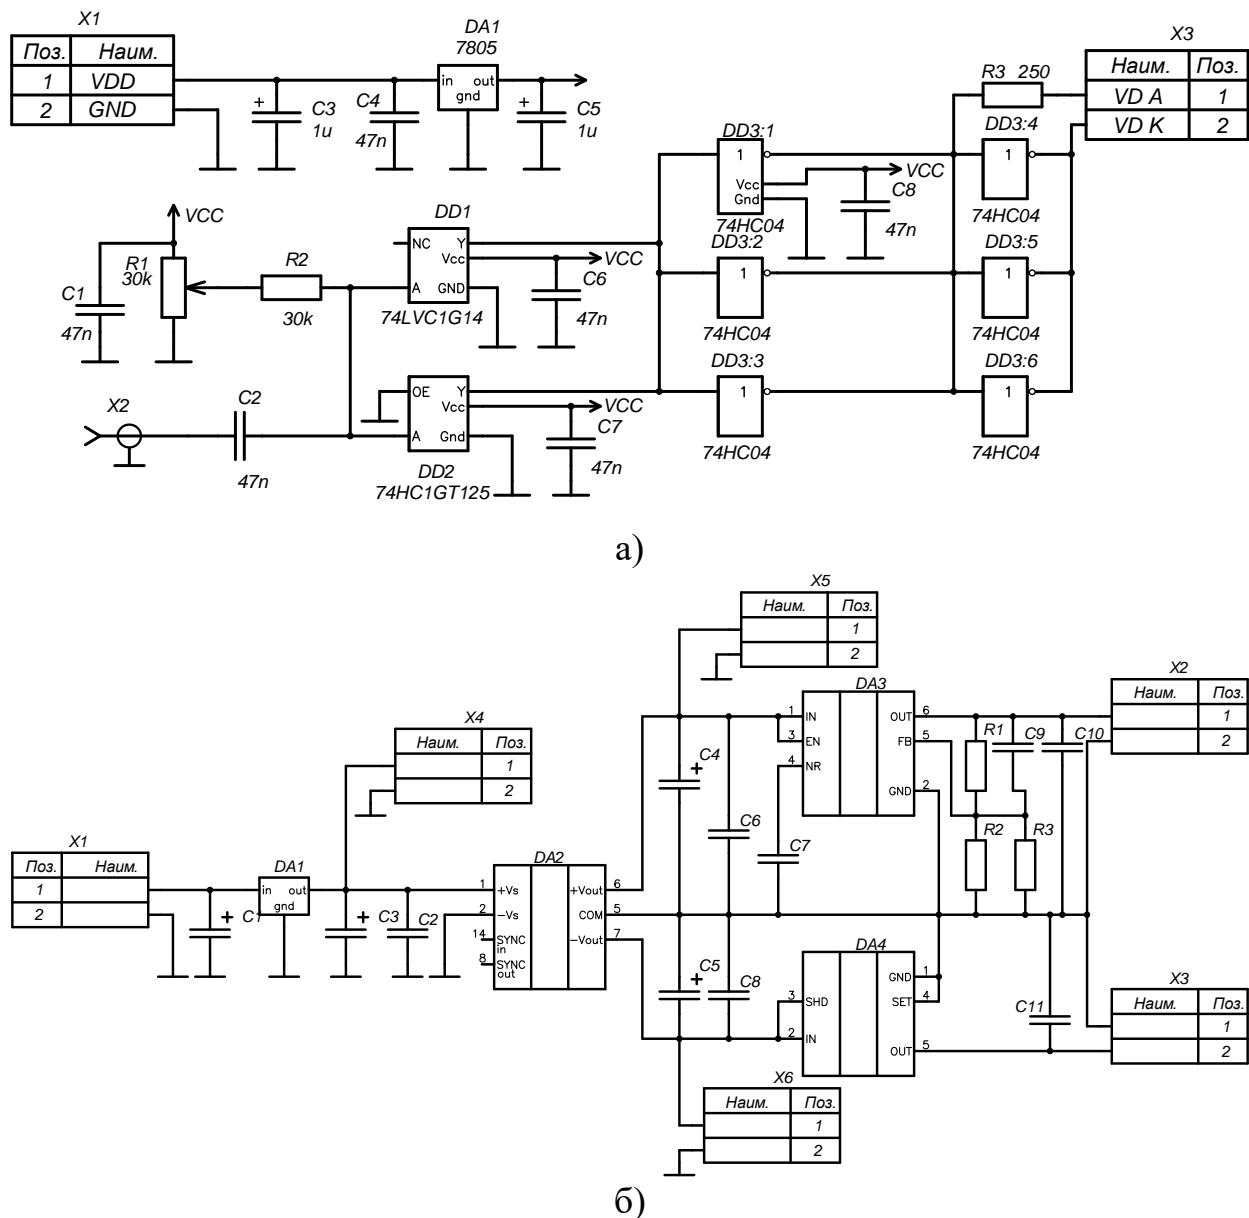 X1
Поз. Наим.
1 VDD
2 GND
DA1
7805
in out
gnd
+ C3
1u
C4
47n
+ C5
1u
X3
Наим. Поз.
VD A 1
VD K 2
R3 250
DD3:1
1
Vcc
Gnd
74HC04
VCC
C8
47n
DD3:4
1
74HC04
VCC
R1
30k
C1
47n
R2
30k
DD1
NC Y
Vcc
A GND
74LVC1G14
VCC
C6
47n
DD3:2
1
74HC04
DD3:5
1
74HC04
X2
C2
47n
OE Y
Vcc
A Gnd
DD2
74HC1GT125
VCC
C7
47n
DD3:3
1
74HC04
DD3:6
1
74HC04
а)
X5
Наим. Поз.
1
2
X4
Наим. Поз.
1
2
X1
Поз. Наим.
1
2
+ C1
DA1
in out
gnd
+ C3
C2
DA2
1 +Vs +Vout 6
2 -Vs COM 5
14 SYNC in -Vout 7
8 SYNC out
+ C4
C6
C7
+ C5
C8
DA3
1 IN OUT 6
3 EN FB 5
4 NR
GND 2
R1 C9 C10
R2 R3
X2
Наим. Поз.
1
2
DA4
GND 1
3 SHD SET 4
2 IN
OUT 5
C11
X3
Наим. Поз.
1
2
X6
Наим. Поз.
1
2
б)